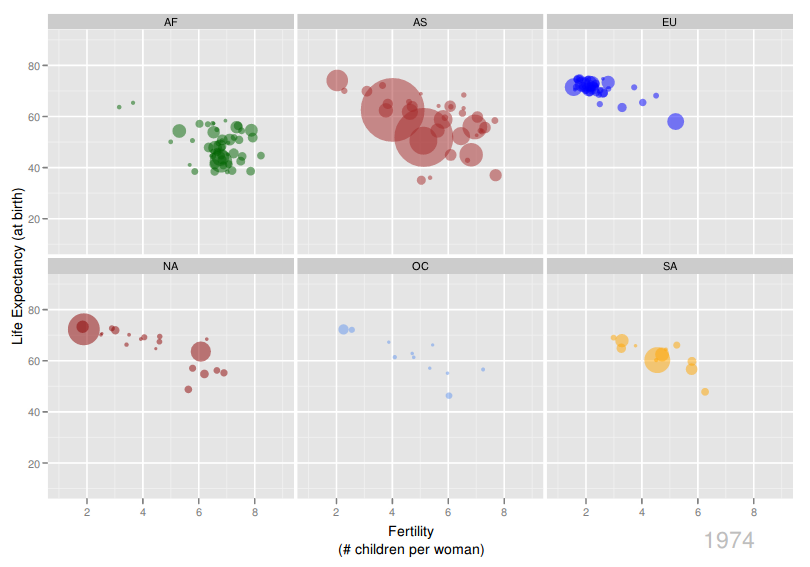 AF AS EU
80
60
40
20
NA OC SA
80
60
40
20
2 4 6 8 2 4 6 8 2 4 6 8
Life Expectancy (at birth)
Fertility
(# children per woman)
1974